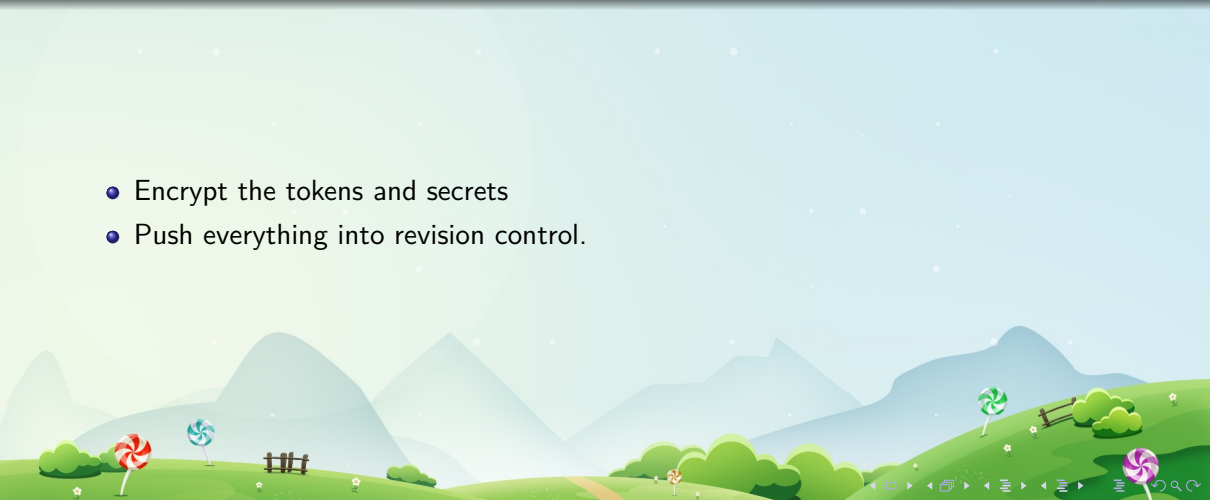 Encrypt the tokens and secrets
Push everything into revision control.